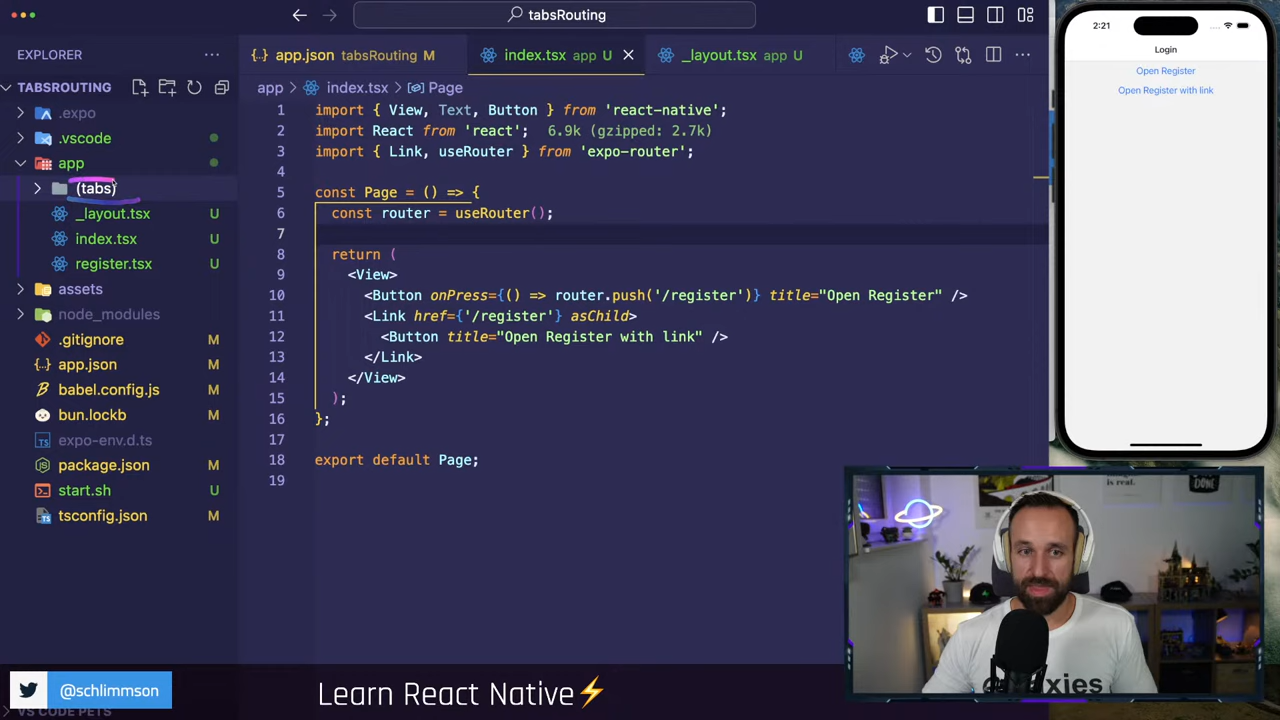 tabsRouting
EXPLORER
TABSROUTING
.expo
.vscode
app
(tabs)
_layout.tsx U
index.tsx U
register.tsx U
assets
node_modules
.gitignore M
app.json M
babel.config.js M
bun.lockb M
expo-env.d.ts
package.json M
start.sh U
tsconfig.json M
app.json tabsRouting M
index.tsx app U
_layout.tsx app U
app > index.tsx > Page
1 import { View, Text, Button } from 'react-native';
2 import React from 'react'; 6.9k (gzipped: 2.7k)
3 import { Link, useRouter } from 'expo-router';
4
5 const Page = () => {
6 const router = useRouter();
7
8 return (
9 <View>
10 <Button onPress={() => router.push('/register')} title="Open Register" />
11 <Link href={'/register'} asChild>
12 <Button title="Open Register with link" />
13 </Link>
14 </View>
15 );
16 };
17
18 export default Page;
19
2:21
Login
Open Register
Open Register with link
is real.
DONE
@schlimmson
Learn React Native⚡